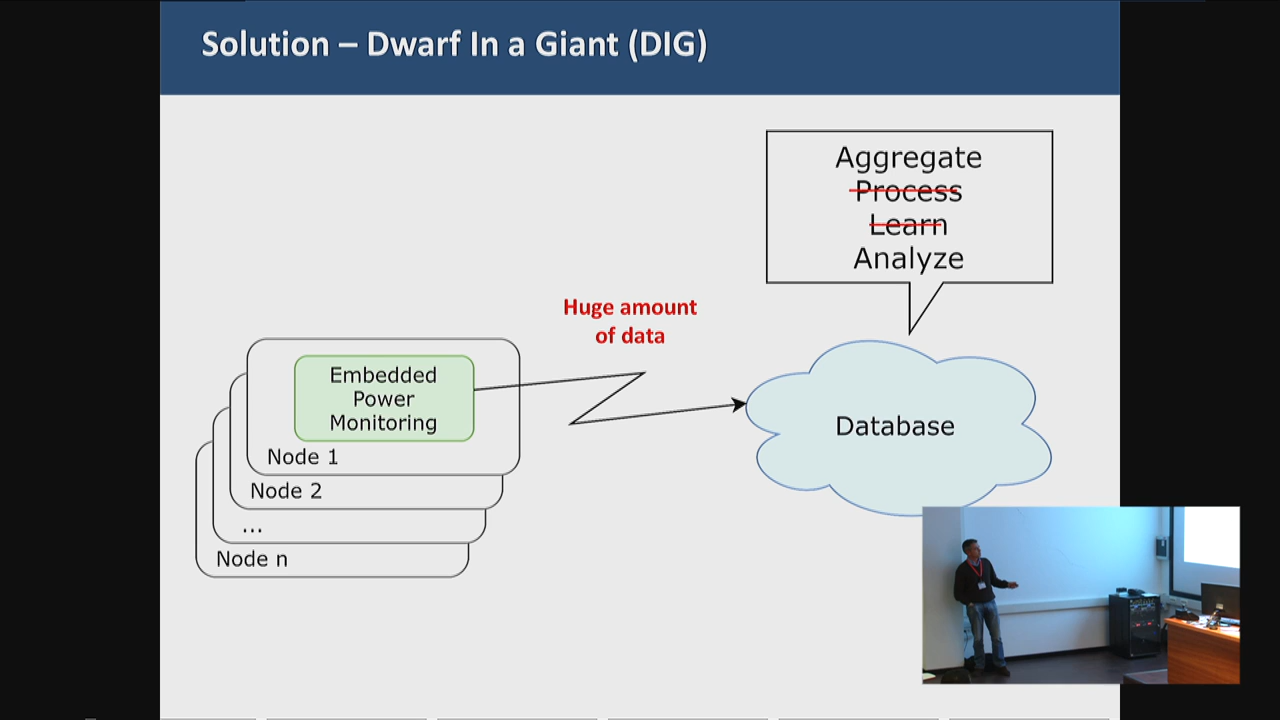 Solution – Dwarf In a Giant (DIG)
Aggregate
Process
Learn
Analyze
Huge amount
of data
Embedded
Power
Monitoring
Node 1
Node 2
...
Node n
Database